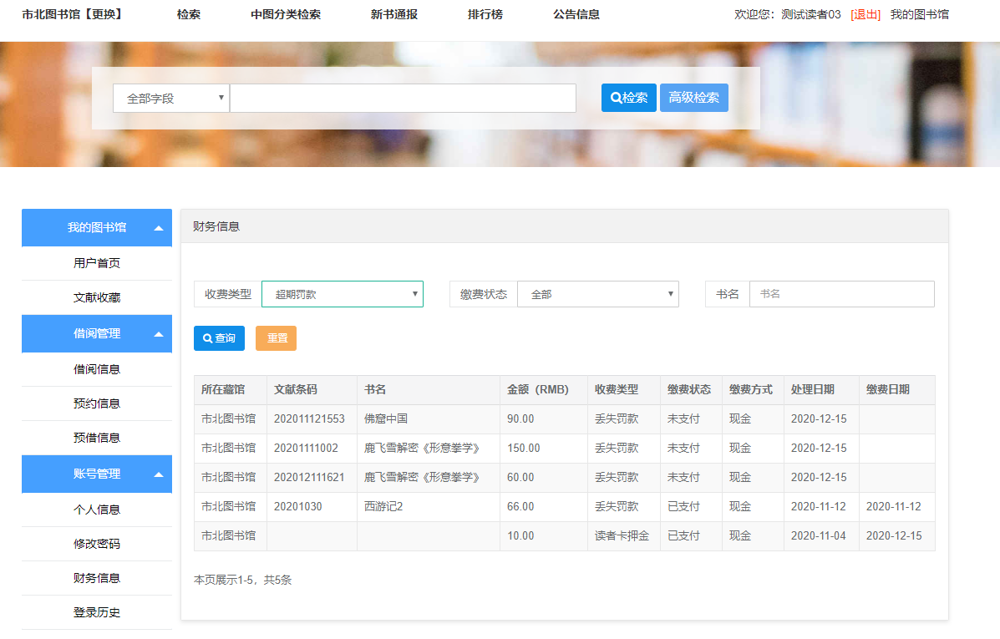 市北图书馆【更换】 检索 中图分类检索 新书通报 排行榜 公告信息 欢迎您：测试读者03 [退出] 我的图书馆
全部字段 检索 高级检索
我的图书馆
用户首页
文献收藏
借阅管理
借阅信息
预约信息
预借信息
账号管理
个人信息
修改密码
财务信息
登录历史
财务信息
收费类型 超期罚款 缴费状态 全部 书名 书名
查询 重置
所在藏馆 文献条码 书名 金额（RMB） 收费类型 缴费状态 缴费方式 处理日期 缴费日期
市北图书馆 202011121553 佛窟中国 90.00 丢失罚款 未支付 现金 2020-12-15
市北图书馆 20201111002 鹿飞雪解密《形意拳学》 150.00 丢失罚款 未支付 现金 2020-12-15
市北图书馆 202012111621 鹿飞雪解密《形意拳学》 60.00 丢失罚款 未支付 现金 2020-12-15
市北图书馆 20201030 西游记2 66.00 丢失罚款 已支付 现金 2020-11-12 2020-11-12
市北图书馆 10.00 读者卡押金 已支付 现金 2020-11-04 2020-12-15
本页展示1-5，共5条